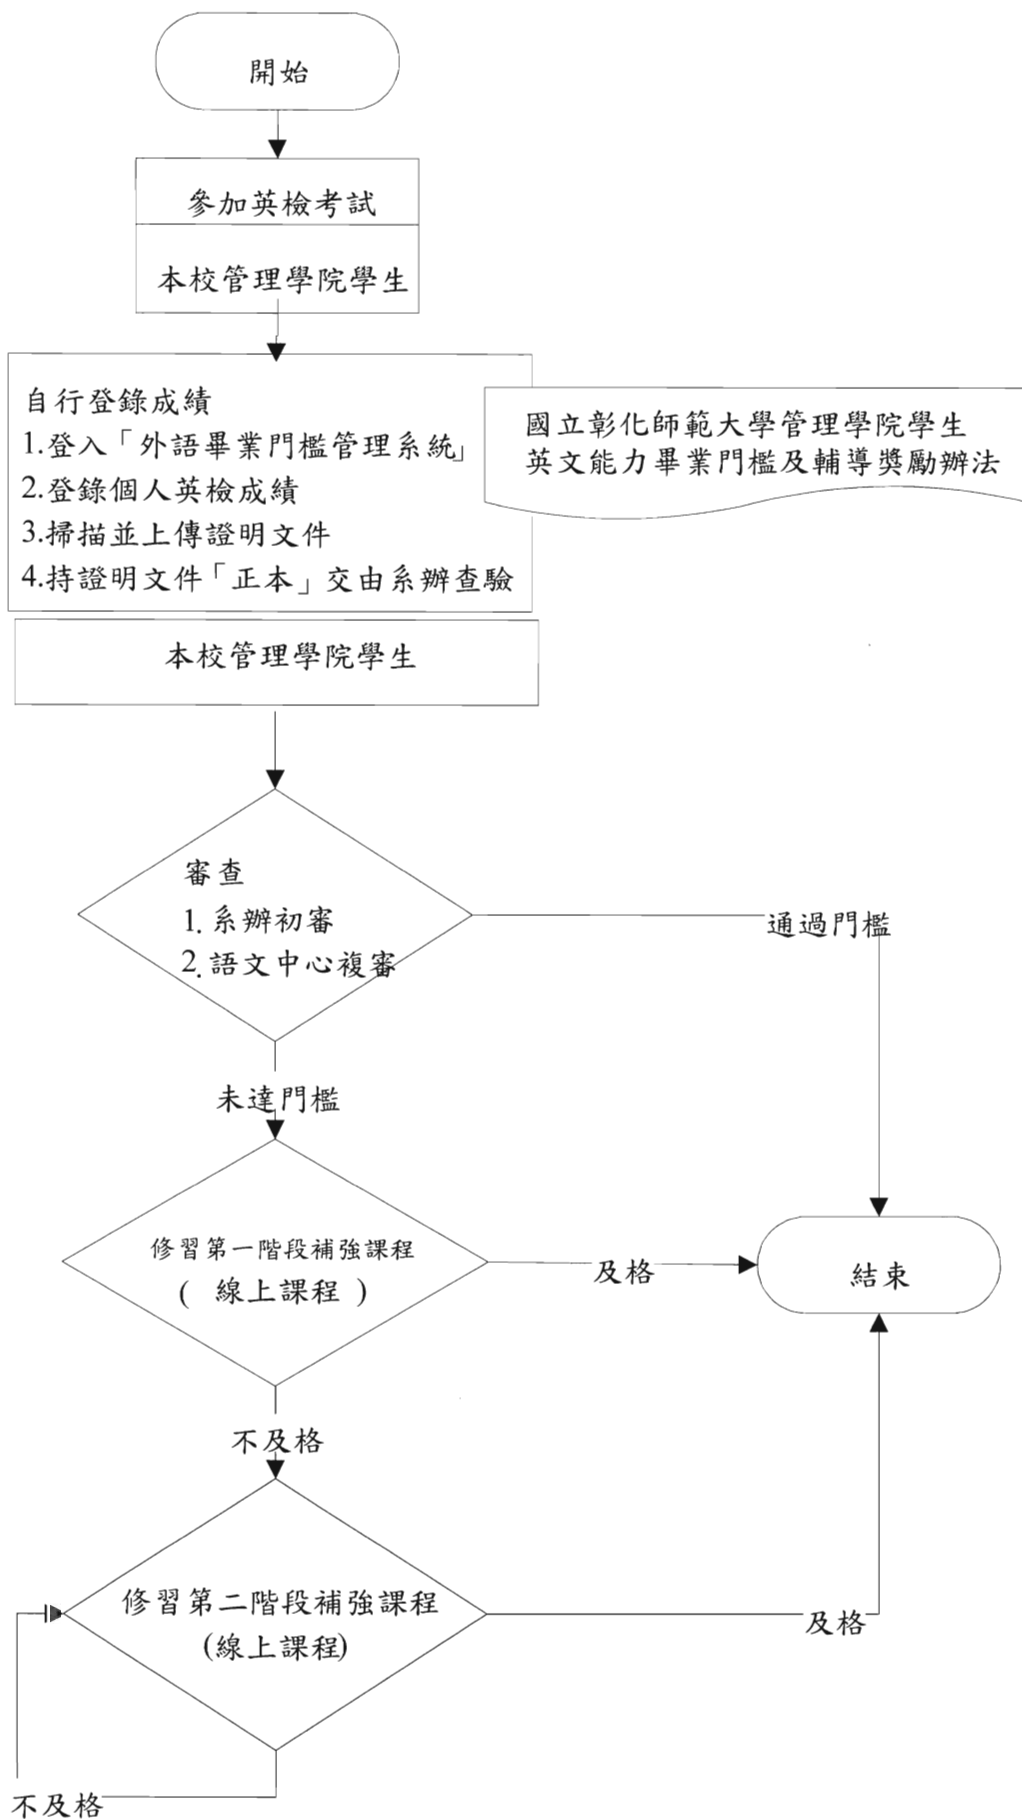 開始
參加英檢考試
本校管理學院學生
自行登錄成績
1.登入「外語畢業門檻管理系統」
2.登錄個人英檢成績
3.掃描並上傳證明文件
4.持證明文件「正本」交由系辦查驗
國立彰化師範大學管理學院學生
英文能力畢業門檻及輔導獎勵辦法
本校管理學院學生
審查
1. 系辦初審
2. 語文中心複審
通過門檻
未達門檻
修習第一階段補強課程
( 線上課程 )
及格
結束
不及格
修習第二階段補強課程
(線上課程)
及格
不及格